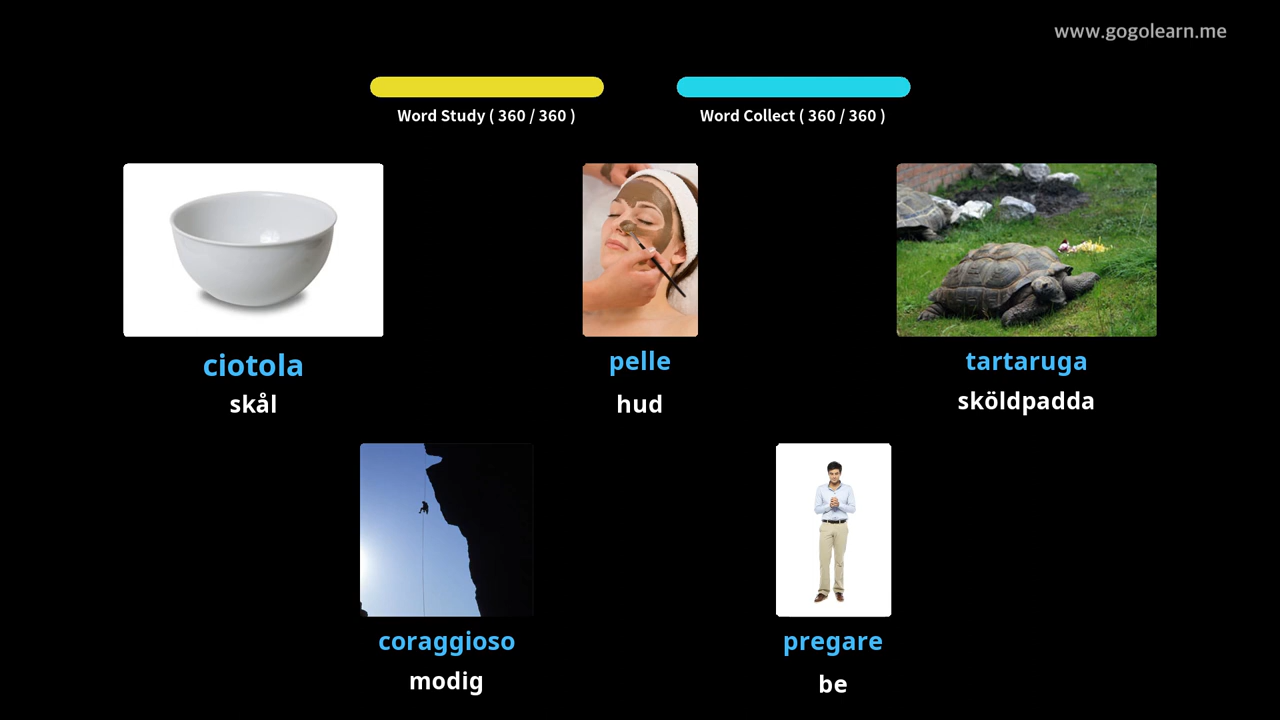 www.gogolearn.me
Word Study ( 360 / 360 )
Word Collect ( 360 / 360 )
ciotola
skål
pelle
hud
tartaruga
sköldpadda
coraggioso
modig
pregare
be